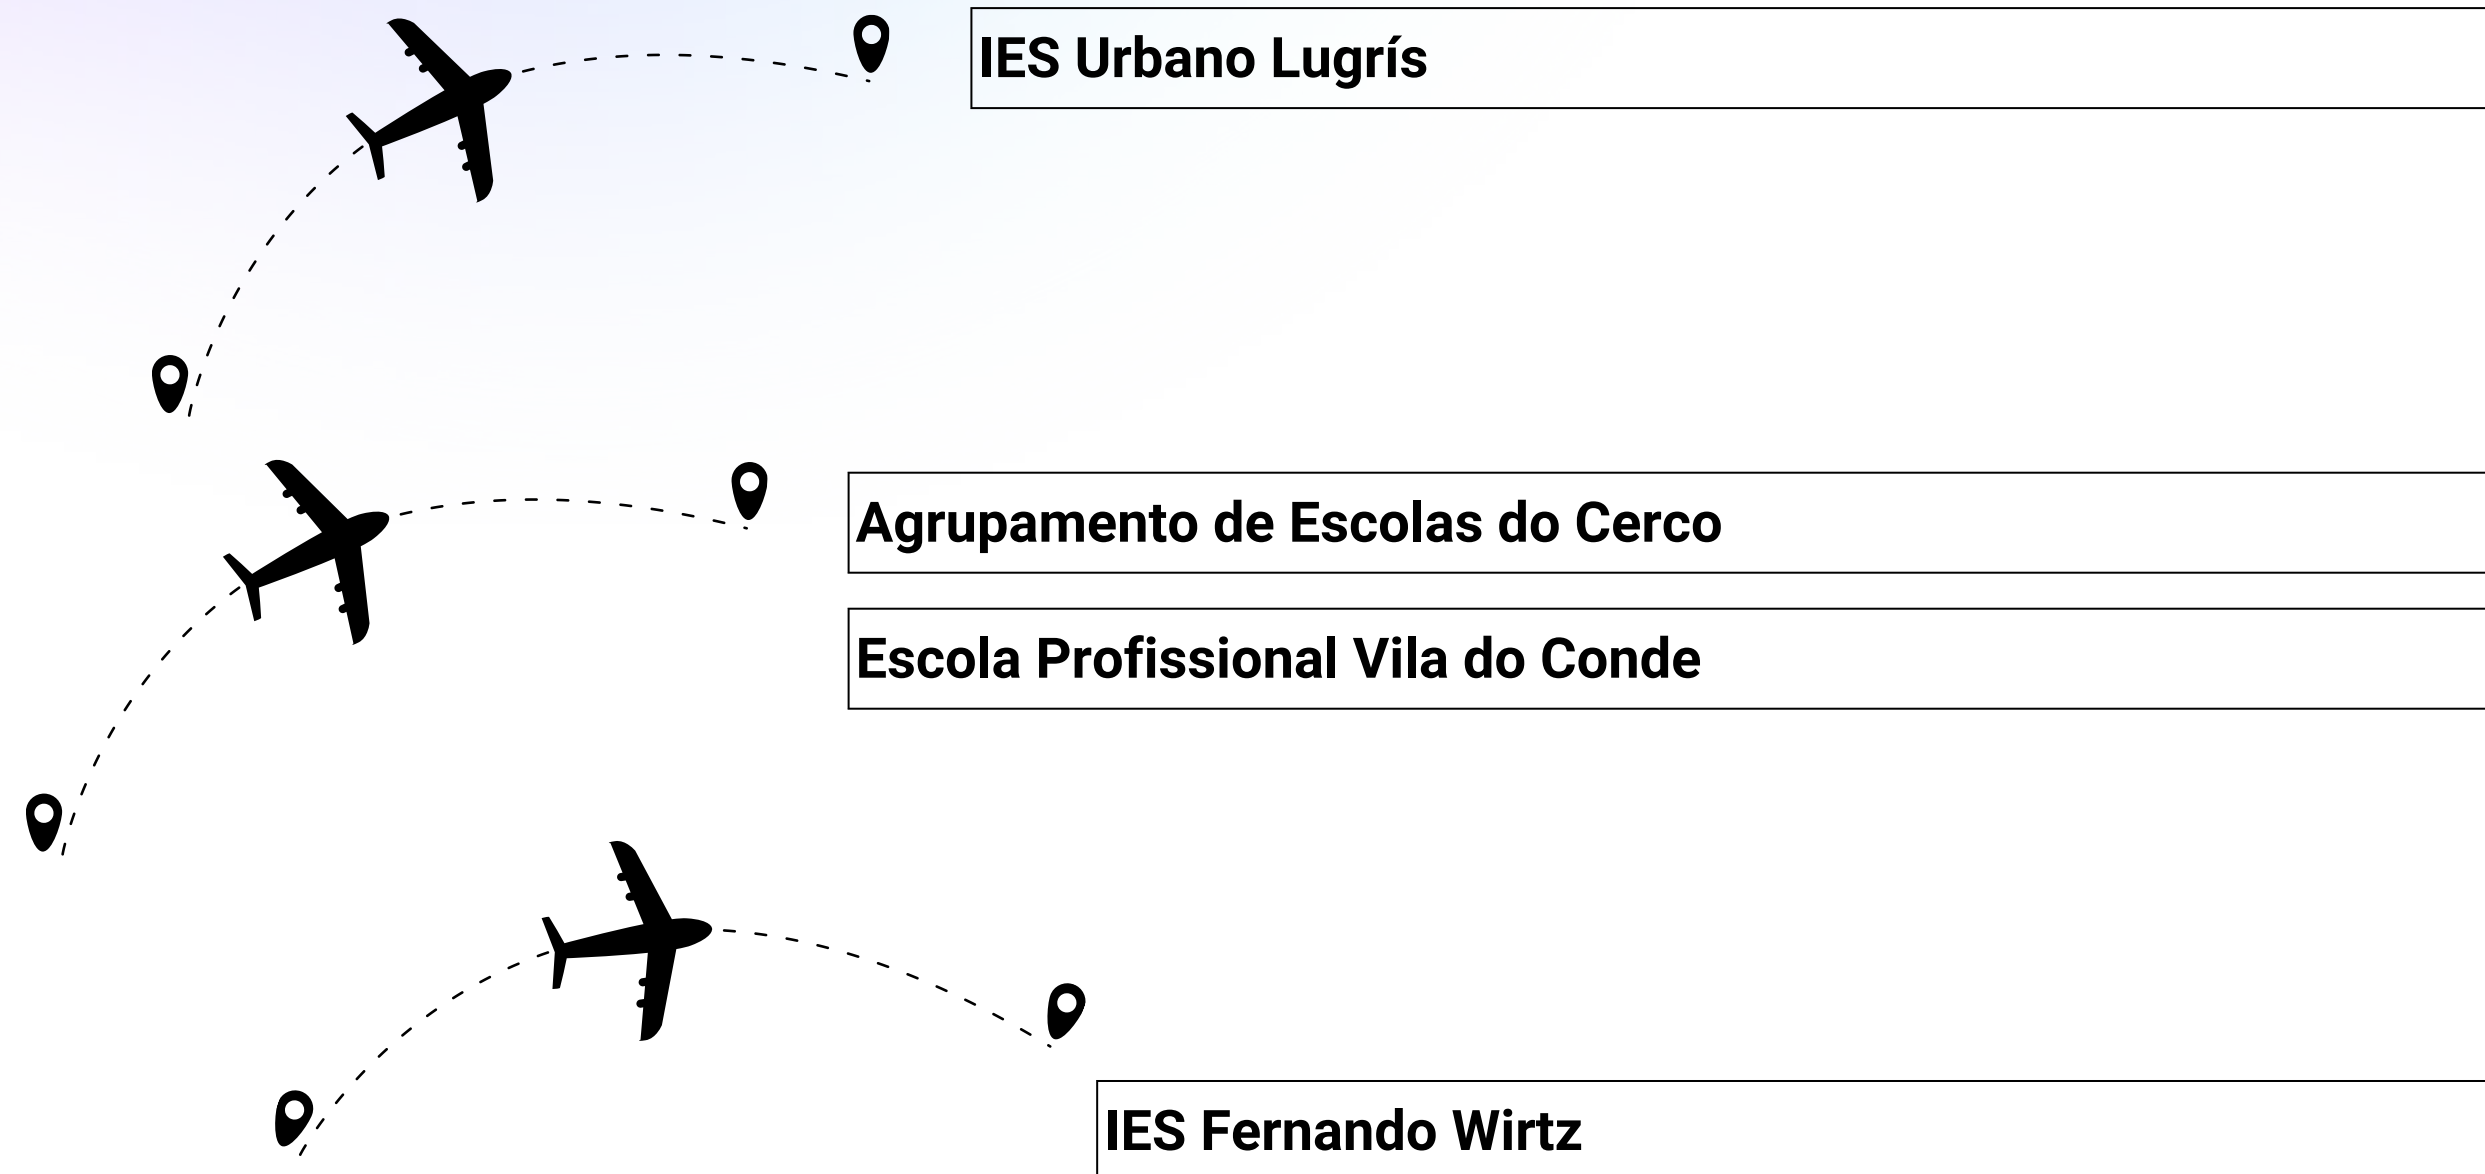 IES Urbano Lugrís
Agrupamento de Escolas do Cerco
Escola Profissional Vila do Conde
IES Fernando Wirtz